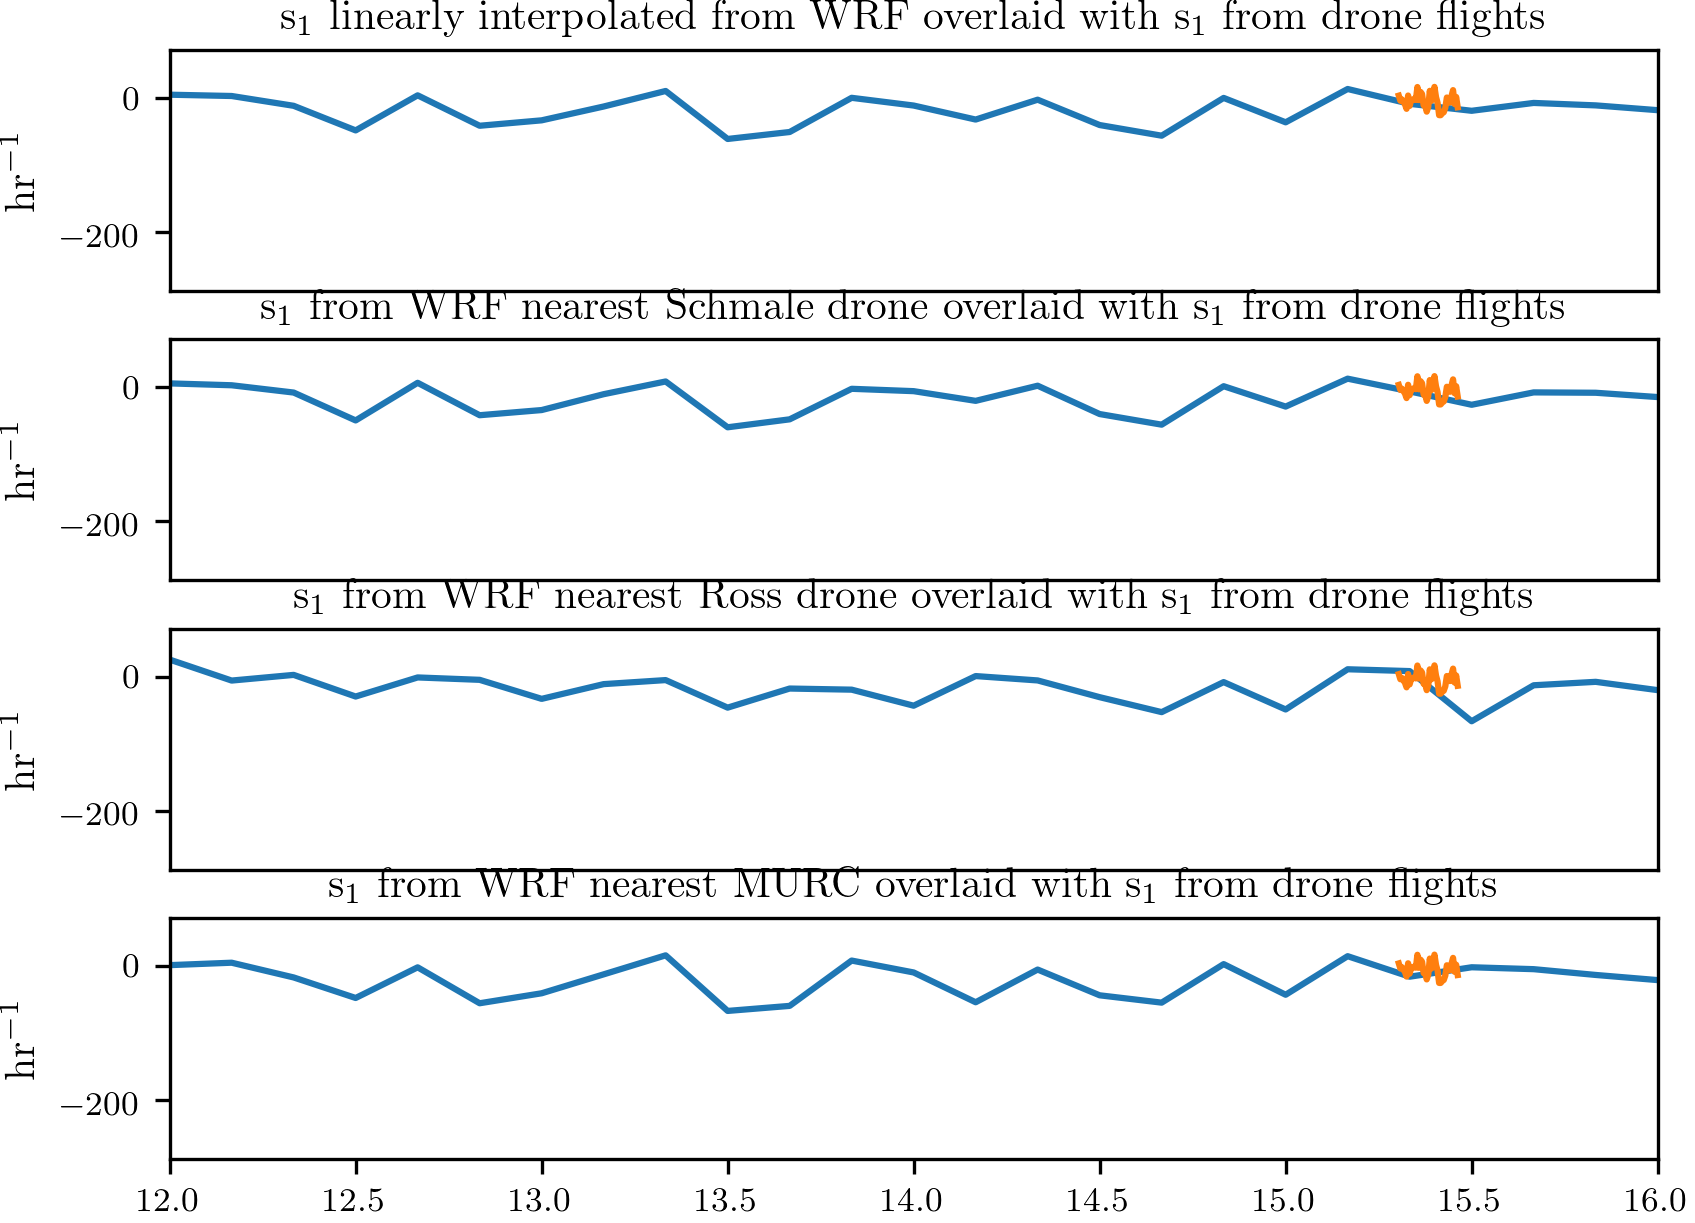 s₁ linearly interpolated from WRF overlaid with s₁ from drone flights
0
−200
hr⁻¹
s₁ from WRF nearest Schmale drone overlaid with s₁ from drone flights
0
−200
hr⁻¹
s₁ from WRF nearest Ross drone overlaid with s₁ from drone flights
0
−200
hr⁻¹
s₁ from WRF nearest MURC overlaid with s₁ from drone flights
0
−200
hr⁻¹
12.0 12.5 13.0 13.5 14.0 14.5 15.0 15.5 16.0